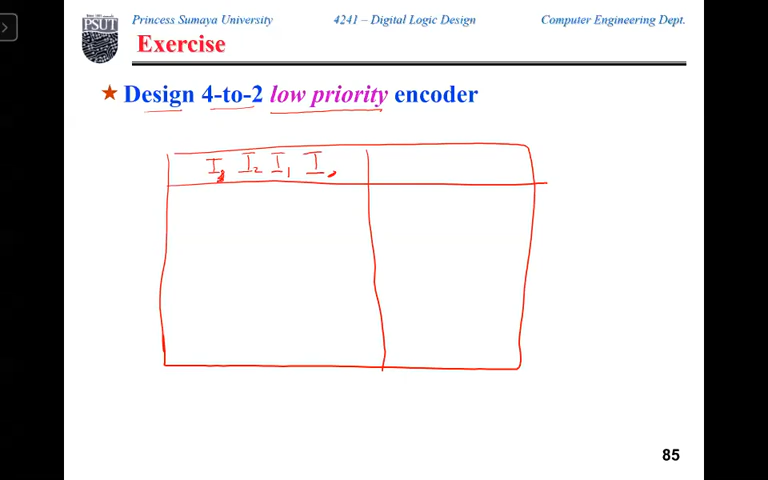 PSUT
Princess Sumaya University 4241 – Digital Logic Design Computer Engineering Dept.
Exercise
★ Design 4-to-2 low priority encoder
I₃ I₂ I₁ I₀
85